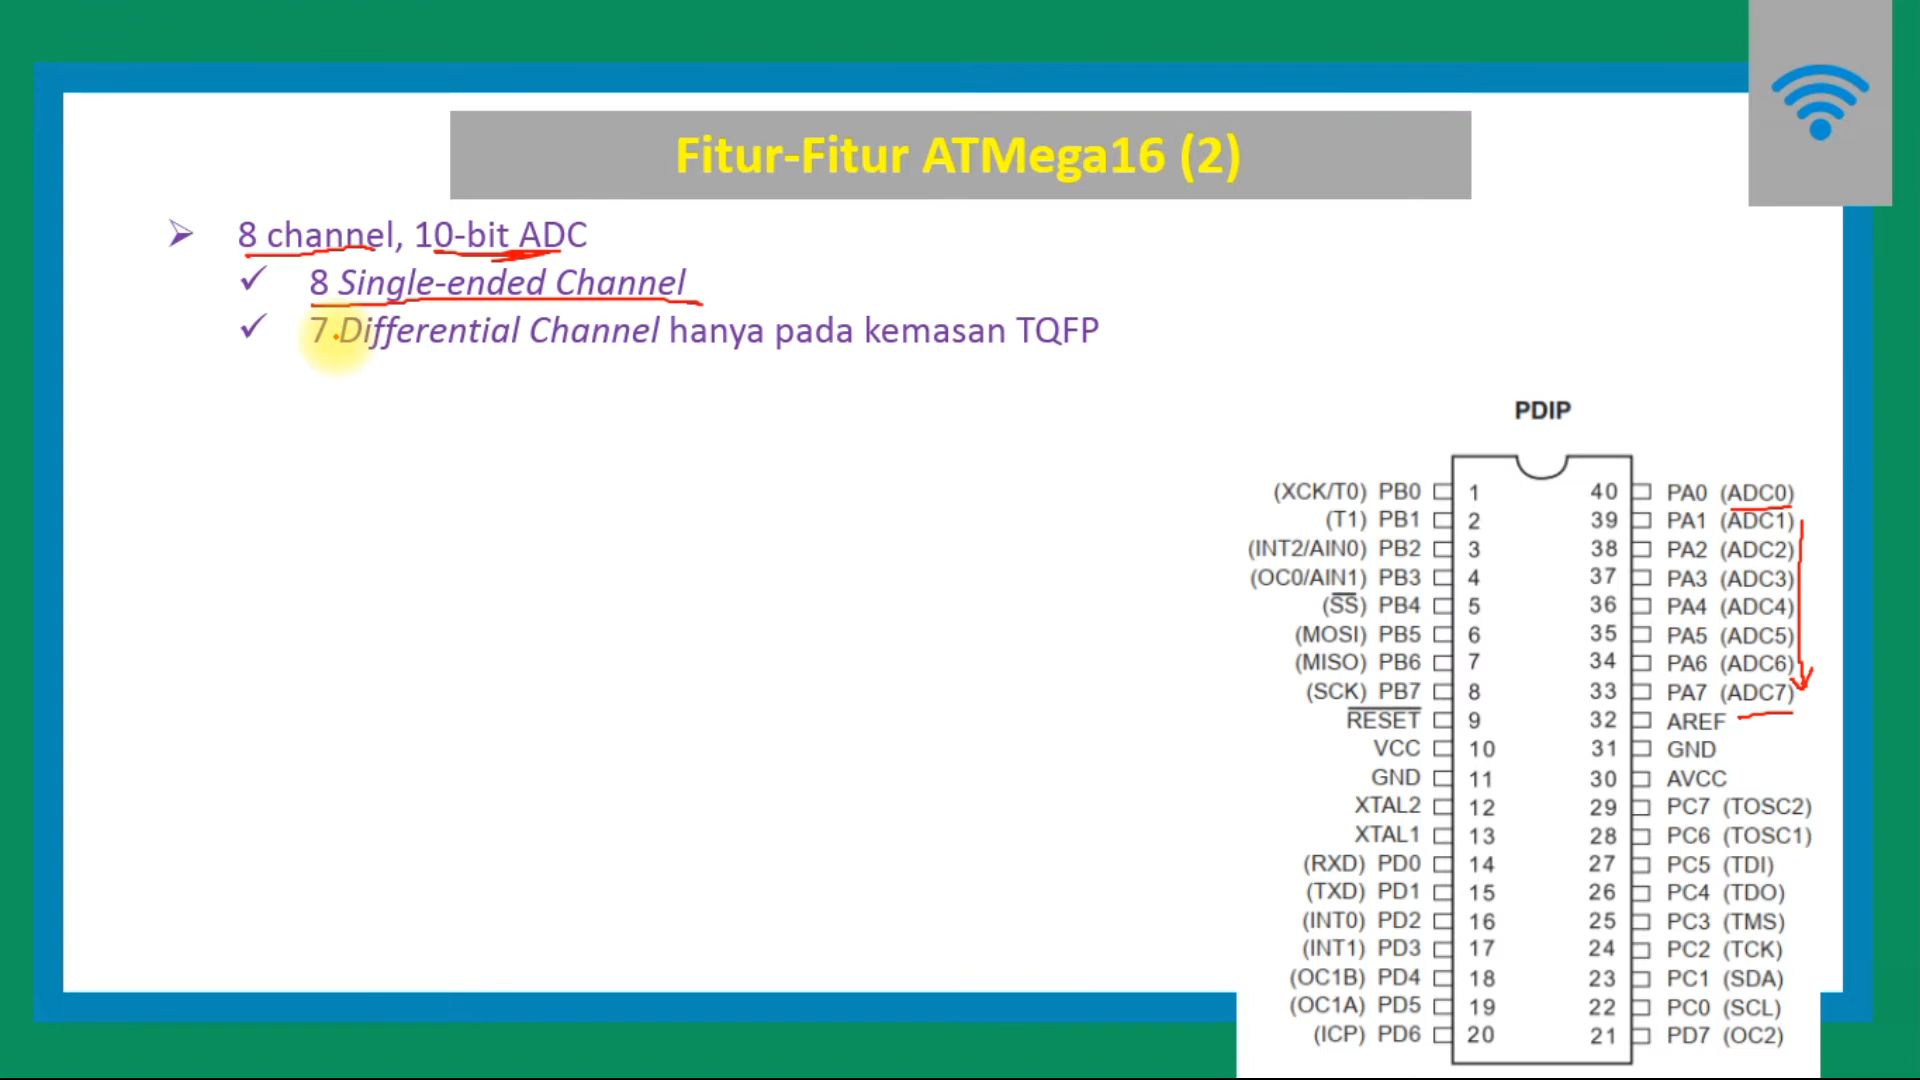 Fitur-Fitur ATMega16 (2)
8 channel, 10-bit ADC
8 Single-ended Channel
7 Differential Channel hanya pada kemasan TQFP
PDIP
(XCK/T0) PB0 1 40 PA0 (ADC0)
(T1) PB1 2 39 PA1 (ADC1)
(INT2/AIN0) PB2 3 38 PA2 (ADC2)
(OC0/AIN1) PB3 4 37 PA3 (ADC3)
(SS) PB4 5 36 PA4 (ADC4)
(MOSI) PB5 6 35 PA5 (ADC5)
(MISO) PB6 7 34 PA6 (ADC6)
(SCK) PB7 8 33 PA7 (ADC7)
RESET 9 32 AREF
VCC 10 31 GND
GND 11 30 AVCC
XTAL2 12 29 PC7 (TOSC2)
XTAL1 13 28 PC6 (TOSC1)
(RXD) PD0 14 27 PC5 (TDI)
(TXD) PD1 15 26 PC4 (TDO)
(INT0) PD2 16 25 PC3 (TMS)
(INT1) PD3 17 24 PC2 (TCK)
(OC1B) PD4 18 23 PC1 (SDA)
(OC1A) PD5 19 22 PC0 (SCL)
(ICP) PD6 20 21 PD7 (OC2)